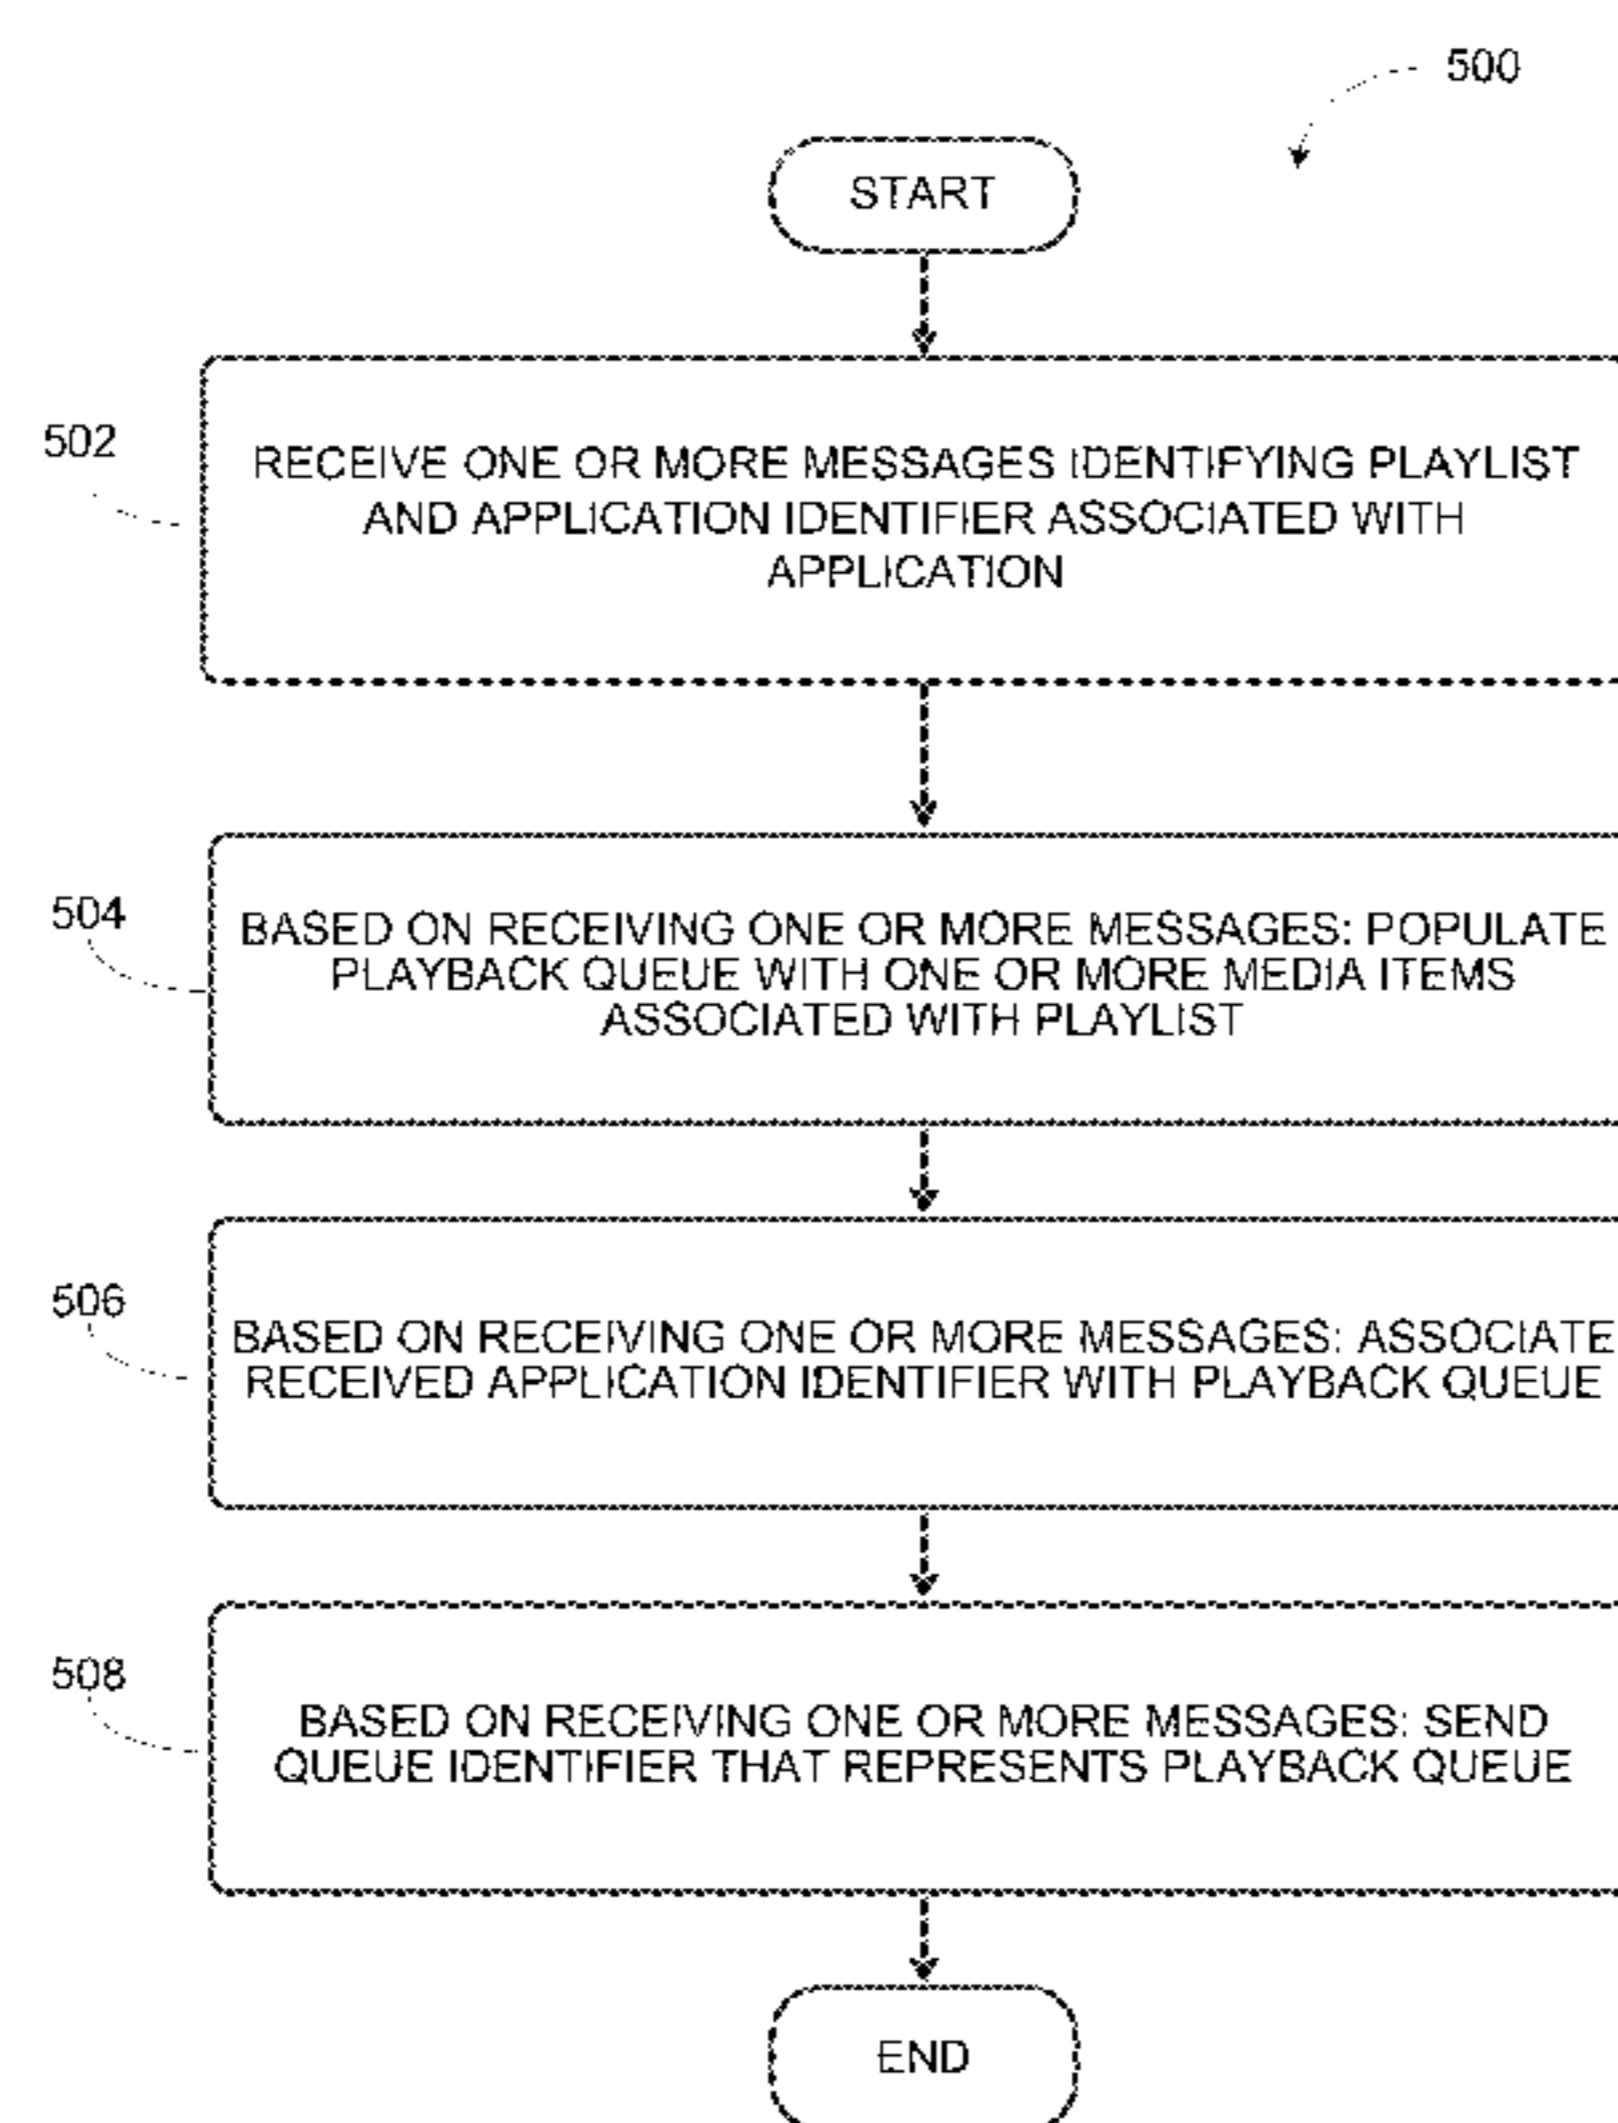 500
START
502
RECEIVE ONE OR MORE MESSAGES IDENTIFYING PLAYLIST
AND APPLICATION IDENTIFIER ASSOCIATED WITH
APPLICATION
504
BASED ON RECEIVING ONE OR MORE MESSAGES: POPULATE
PLAYBACK QUEUE WITH ONE OR MORE MEDIA ITEMS
ASSOCIATED WITH PLAYLIST
506
BASED ON RECEIVING ONE OR MORE MESSAGES: ASSOCIATE
RECEIVED APPLICATION IDENTIFIER WITH PLAYBACK QUEUE
508
BASED ON RECEIVING ONE OR MORE MESSAGES: SEND
QUEUE IDENTIFIER THAT REPRESENTS PLAYBACK QUEUE
END